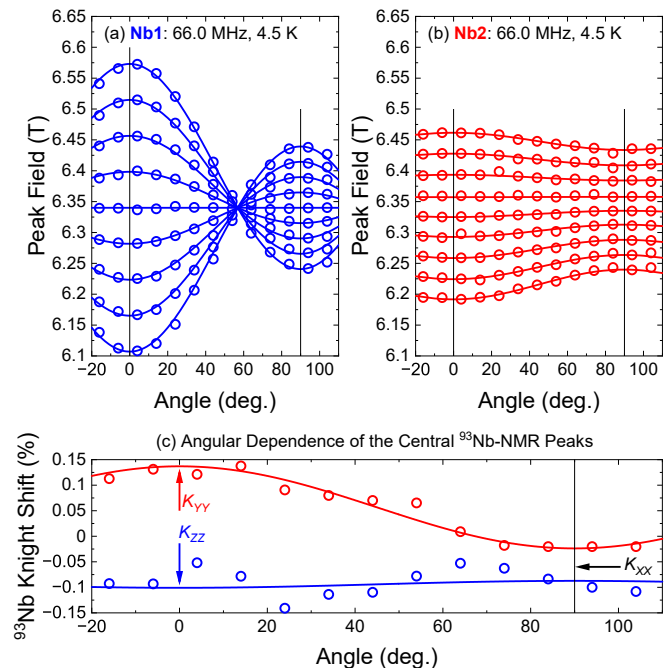 (a) Nb1: 66.0 MHz, 4.5 K
Peak Field (T)
6.65
6.6
6.55
6.5
6.45
6.4
6.35
6.3
6.25
6.2
6.15
6.1
-20 0 20 40 60 80 100
Angle (deg.)
(b) Nb2: 66.0 MHz, 4.5 K
Peak Field (T)
6.65
6.6
6.55
6.5
6.45
6.4
6.35
6.3
6.25
6.2
6.15
6.1
-20 0 20 40 60 80 100
Angle (deg.)
(c) Angular Dependence of the Central ⁹³Nb-NMR Peaks
⁹³Nb Knight Shift (%)
0.15
0.1
0.05
0
-0.05
-0.1
-0.15
K_YY
K_ZZ
K_XX
-20 0 20 40 60 80 100
Angle (deg.)